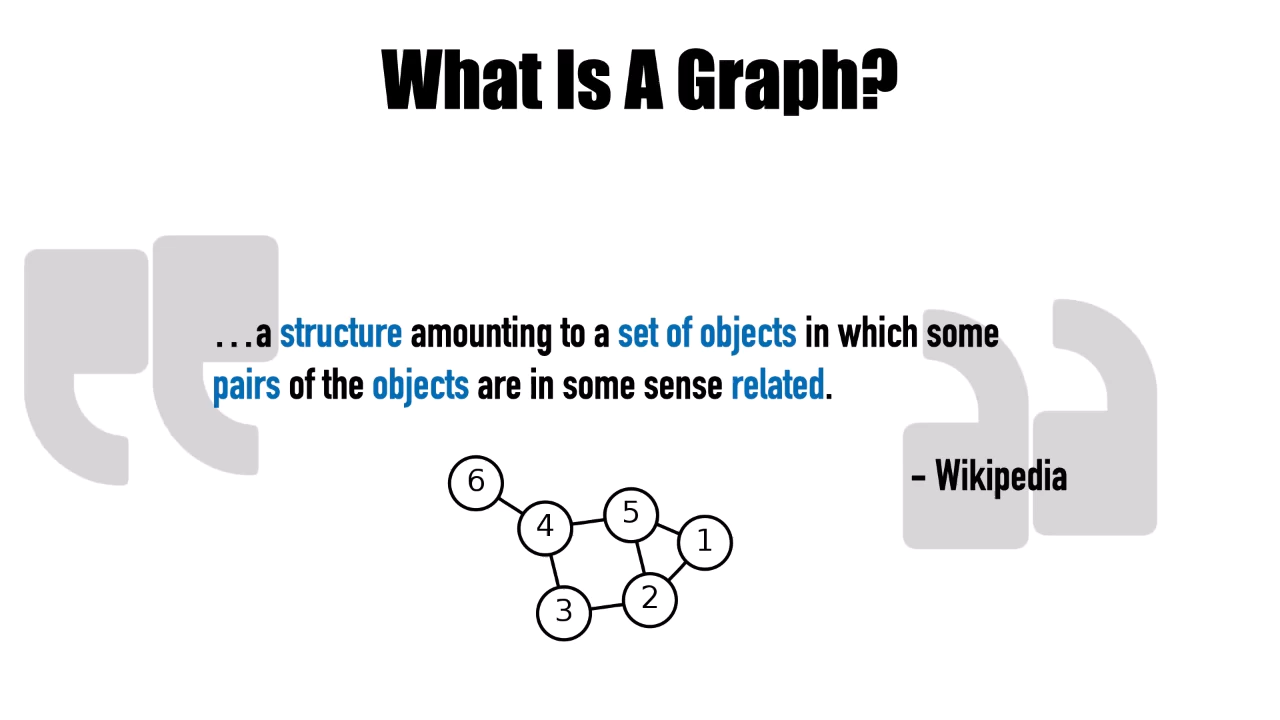 What Is A Graph?
...a structure amounting to a set of objects in which some
pairs of the objects are in some sense related.
- Wikipedia
6
4
5
1
3
2